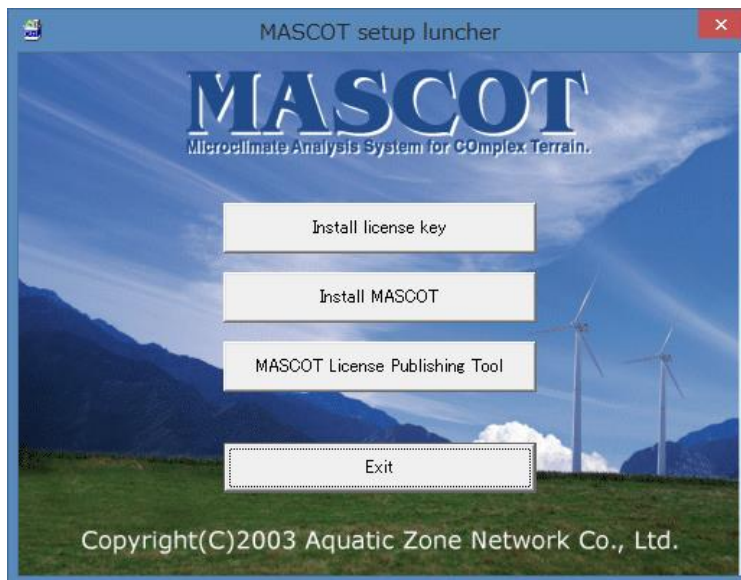 MASCOT setup luncher
MASCOT
Microclimate Analysis System for COmplex Terrain.
Install license key
Install MASCOT
MASCOT License Publishing Tool
Exit
Copyright(C)2003 Aquatic Zone Network Co., Ltd.